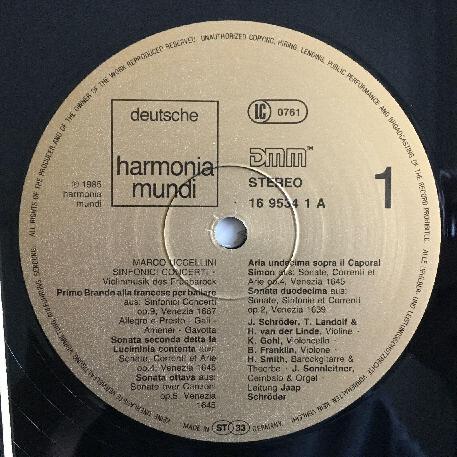 ALL RIGHTS OF THE PRODUCER AND OF THE OWNER OF THE WORK REPRODUCED RESERVED. UNAUTHORIZED COPYING, HIRING, LENDING, PUBLIC PERFORMANCE AND BROADCASTING OF THE RECORD PROHIBITED.
deutsche
harmonia
mundi
LC 0761
DMM™
STEREO
16 9534 1 A
1
℗ 1985
harmonia
mundi
MARCO UCCELLINI
SINFONICI CONCERTI -
Violinmusik des Frühbarock
Primo Brando alla francese per ballare
aus: Sinfonici Concerti
op.9, Venezia 1667
Allegro e Presto - Gai -
Amener - Gavotta
Sonata seconda detta la
Luciminia contenta aus:
Sonate, Correnti et Arie
op.4, Venezia 1645
Sonata ottava aus:
Sonate over Canzoni
op.5, Venezia
1645
Aria undecima sopra il Caporal
Simon aus: Sonate, Correnti et
Arie op.4, Venezia 1645
Sonata duodecima aus:
Sonate, Sinfonie et Correnti
op.2, Venezia 1639
J. Schröder, T. Landolf &
H. van der Linde, Violine -
K. Gohl, Violoncello -
B. Franklin, Violone -
H. Smith, Barockgitarre &
Theorbe - J. Sonnleitner,
Cembalo & Orgel
Leitung Jaap
Schröder
MADE IN ST 33 GERMANY